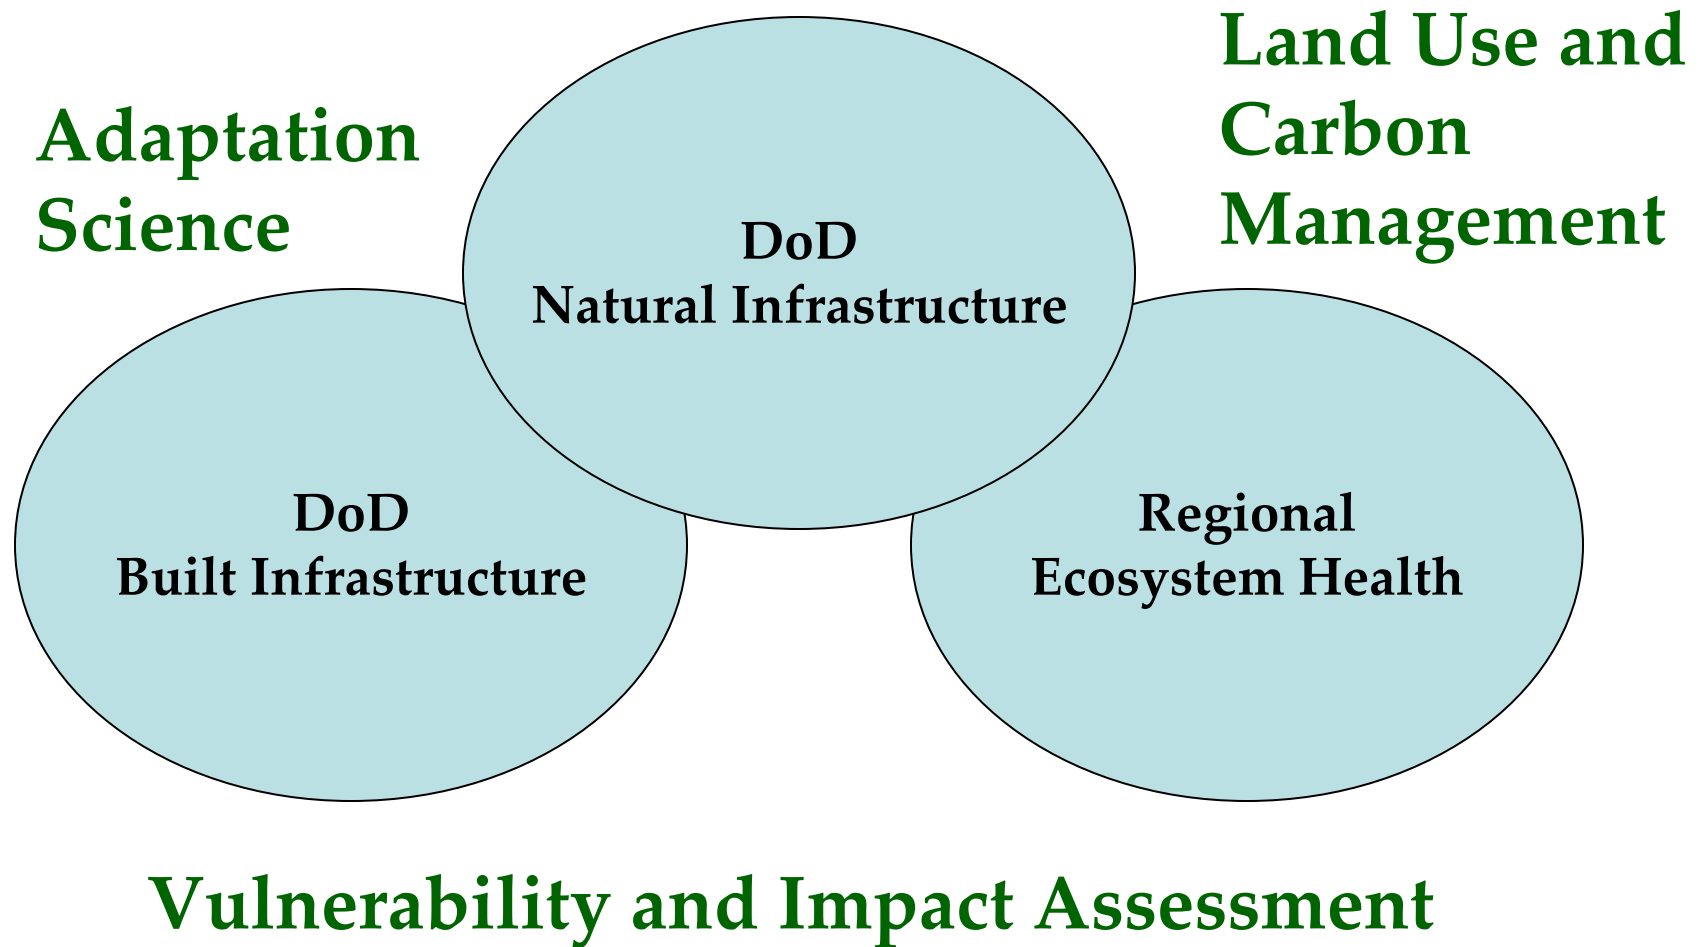 Adaptation
Science
Land Use and
Carbon
Management
DoD
Natural Infrastructure
DoD
Built Infrastructure
Regional
Ecosystem Health
Vulnerability and Impact Assessment